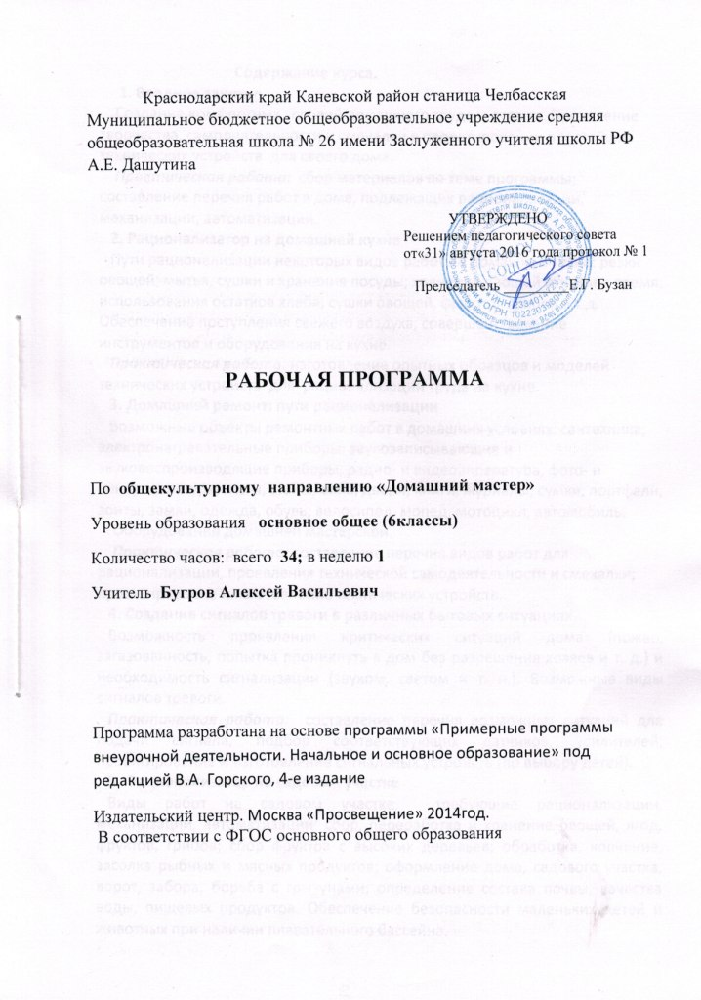 Краснодарский край Каневской район станица Челбасская
Муниципальное бюджетное общеобразовательное учреждение средняя
общеобразовательная школа № 26 имени Заслуженного учителя школы РФ
А.Е. Дашутина
УТВЕРЖДЕНО
Решением педагогического совета
от«31» августа 2016 года протокол № 1
Председатель Е.Г. Бузан
РАБОЧАЯ ПРОГРАММА
По общекультурному направлению «Домашний мастер»
Уровень образования основное общее (6классы)
Количество часов: всего 34; в неделю 1
Учитель Бугров Алексей Васильевич
Программа разработана на основе программы «Примерные программы
внеурочной деятельности. Начальное и основное образование» под
редакцией В.А. Горского, 4-е издание
Издательский центр. Москва «Просвещение» 2014год.
В соответствии с ФГОС основного общего образования